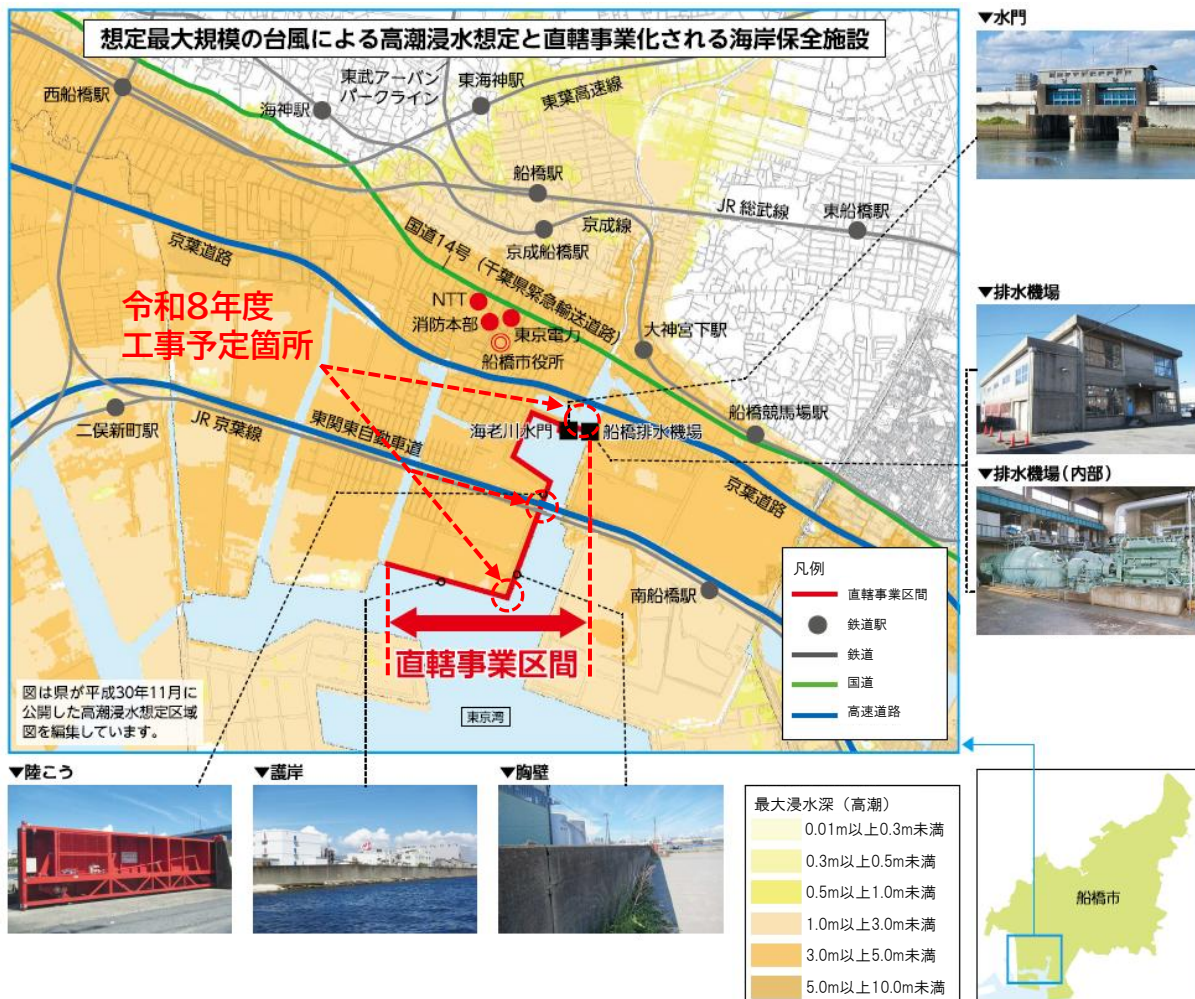 想定最大規模の台風による高潮浸水想定と直轄事業化される海岸保全施設
西船橋駅
海神駅
東武アーバン
パークライン
東海神駅
東葉高速線
船橋駅
JR 総武線
東船橋駅
京成線
京成船橋駅
京葉道路
国道14号（千葉県緊急輸送道路）
令和8年度
工事予定箇所
NTT
消防本部
東京電力
船橋市役所
大神宮下駅
船橋競馬場駅
二俣新町駅
JR 京葉線
東関東自動車道
海老川水門
船橋排水機場
京葉道路
南船橋駅
直轄事業区間
東京湾
図は県が平成30年11月に
公開した高潮浸水想定区域
図を編集しています。
凡例
直轄事業区間
鉄道駅
鉄道
国道
高速道路
▼水門
▼排水機場
▼排水機場（内部）
▼陸こう
▼護岸
▼胸壁
最大浸水深（高潮）
0.01m以上0.3m未満
0.3m以上0.5m未満
0.5m以上1.0m未満
1.0m以上3.0m未満
3.0m以上5.0m未満
5.0m以上10.0m未満
船橋市